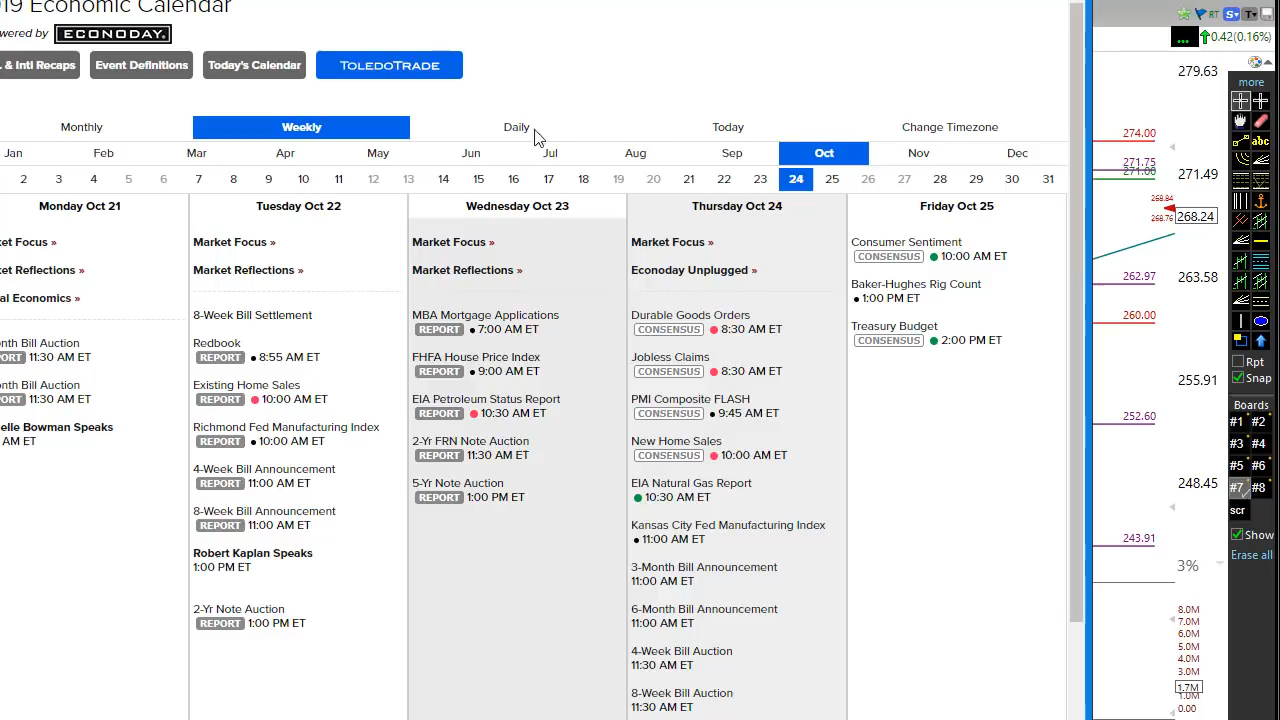 19 Economic Calendar
wered by ECONODAY.
& Intl Recaps Event Definitions Today's Calendar TOLEDOTRADE
Monthly Weekly Daily Today Change Timezone
Jan Feb Mar Apr May Jun Jul Aug Sep Oct Nov Dec
2 3 4 5 6 7 8 9 10 11 12 13 14 15 16 17 18 19 20 21 22 23 24 25 26 27 28 29 30 31
Monday Oct 21
ket Focus »
ket Reflections »
al Economics »
nth Bill Auction
PORT 11:30 AM ET
nth Bill Auction
PORT 11:30 AM ET
elle Bowman Speaks
AM ET
Tuesday Oct 22
Market Focus »
Market Reflections »
8-Week Bill Settlement
Redbook
REPORT 8:55 AM ET
Existing Home Sales
REPORT 10:00 AM ET
Richmond Fed Manufacturing Index
REPORT 10:00 AM ET
4-Week Bill Announcement
REPORT 11:00 AM ET
8-Week Bill Announcement
REPORT 11:00 AM ET
Robert Kaplan Speaks
1:00 PM ET
2-Yr Note Auction
REPORT 1:00 PM ET
Wednesday Oct 23
Market Focus »
Market Reflections »
MBA Mortgage Applications
REPORT 7:00 AM ET
FHFA House Price Index
REPORT 9:00 AM ET
EIA Petroleum Status Report
REPORT 10:30 AM ET
2-Yr FRN Note Auction
REPORT 11:30 AM ET
5-Yr Note Auction
REPORT 1:00 PM ET
Thursday Oct 24
Market Focus »
Econoday Unplugged »
Durable Goods Orders
CONSENSUS 8:30 AM ET
Jobless Claims
CONSENSUS 8:30 AM ET
PMI Composite FLASH
CONSENSUS 9:45 AM ET
New Home Sales
CONSENSUS 10:00 AM ET
EIA Natural Gas Report
10:30 AM ET
Kansas City Fed Manufacturing Index
11:00 AM ET
3-Month Bill Announcement
11:00 AM ET
6-Month Bill Announcement
11:00 AM ET
4-Week Bill Auction
11:30 AM ET
8-Week Bill Auction
11:30 AM ET
Friday Oct 25
Consumer Sentiment
CONSENSUS 10:00 AM ET
Baker-Hughes Rig Count
1:00 PM ET
Treasury Budget
CONSENSUS 2:00 PM ET
RT S T
... 0.42(0.16%)
279.63
274.00
271.75
271.00
271.49
268.84
268.76
268.24
262.97
263.58
260.00
255.91
252.60
248.45
243.91
3%
8.0M
7.0M
6.0M
5.0M
4.0M
3.0M
1.7M
1.0M
0.00
more
abc
Rpt
Snap
Boards
#1 #2
#3 #4
#5 #6
#7 #8
scr
Show
Erase all